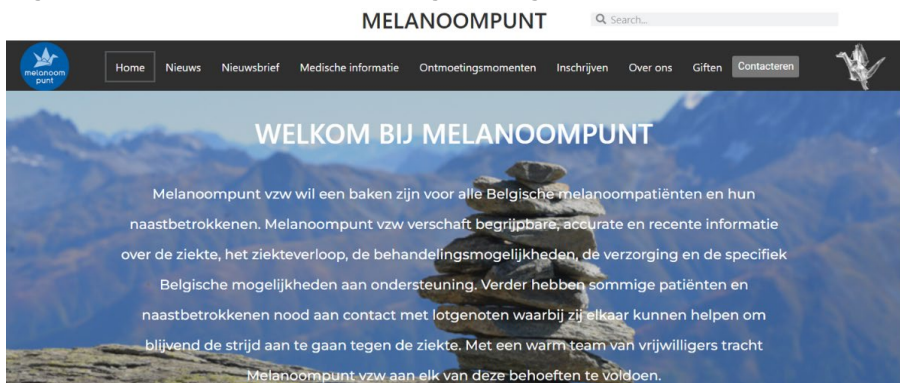 MELANOOMPUNT
Search...
melanoom
punt
Home Nieuws Nieuwsbrief Medische informatie Ontmoetingsmomenten Inschrijven Over ons Giften Contacteren
WELKOM BIJ MELANOOMPUNT
Melanoompunt vzw wil een baken zijn voor alle Belgische melanoompatiënten en hun
naastbetrokkenen. Melanoompunt vzw verschaft begrijpbare, accurate en recente informatie
over de ziekte, het ziekteverloop, de behandelingsmogelijkheden, de verzorging en de specifiek
Belgische mogelijkheden aan ondersteuning. Verder hebben sommige patiënten en
naastbetrokkenen nood aan contact met lotgenoten waarbij zij elkaar kunnen helpen om
blijvend de strijd aan te gaan tegen de ziekte. Met een warm team van vrijwilligers tracht
Melanoompunt vzw aan elk van deze behoeften te voldoen.